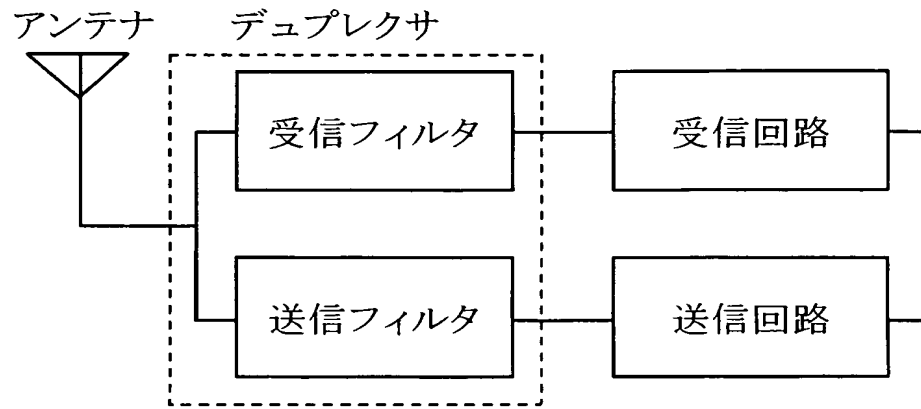 アンテナ
デュプレクサ
受信フィルタ
受信回路
送信フィルタ
送信回路